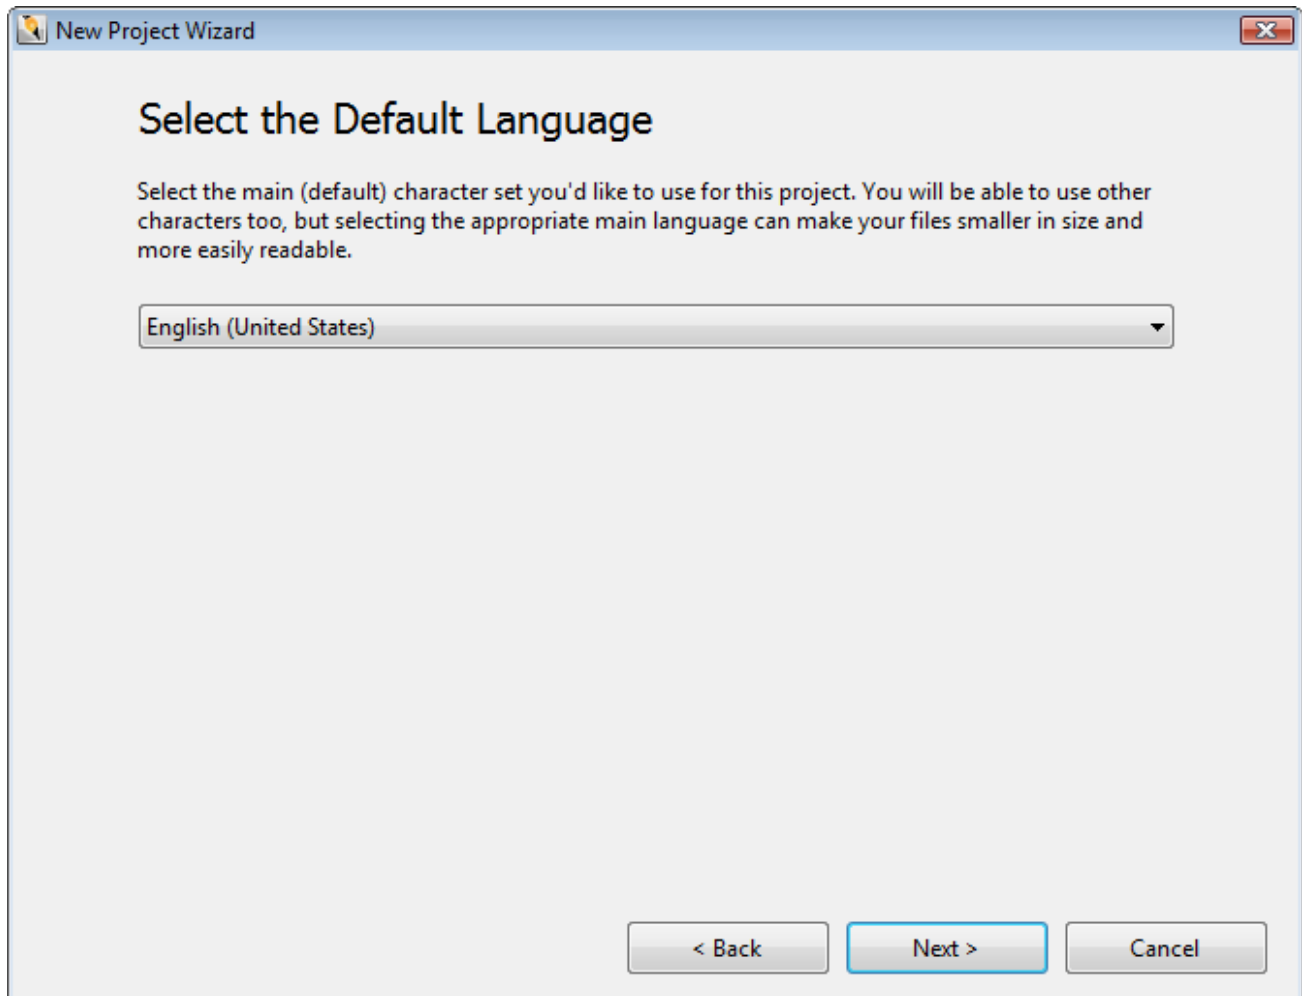 New Project Wizard
Select the Default Language
Select the main (default) character set you'd like to use for this project. You will be able to use other
characters too, but selecting the appropriate main language can make your files smaller in size and
more easily readable.
English (United States)
< Back
Next >
Cancel